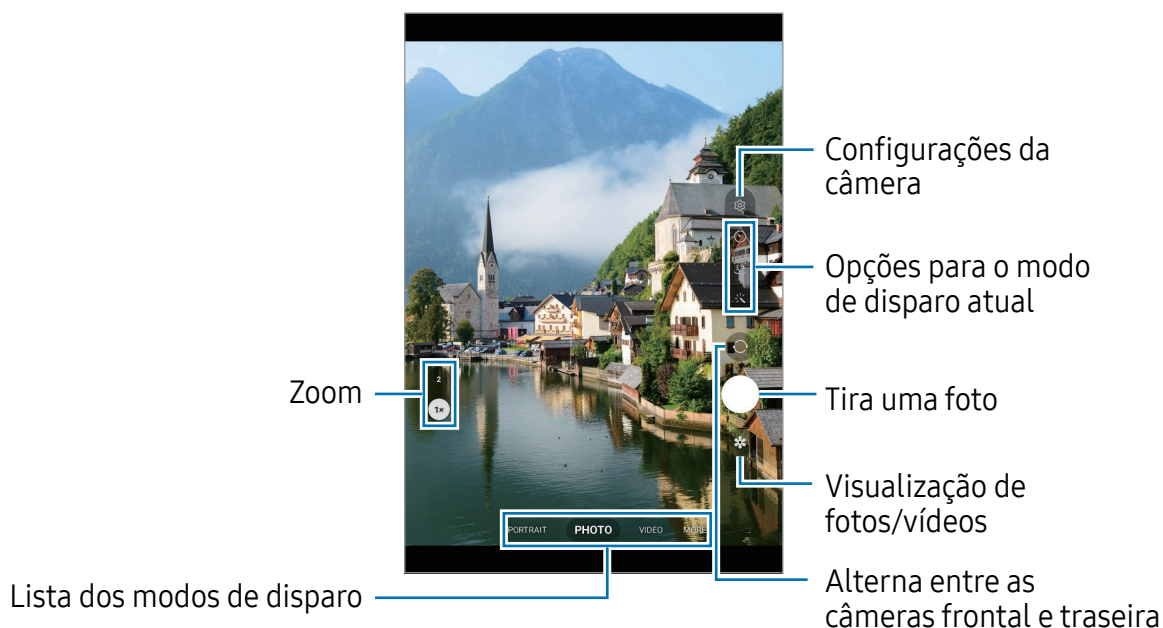 Configurações da
câmera
Opções para o modo
de disparo atual
Zoom
2
1×
Tira uma foto
Visualização de
fotos/vídeos
PORTRAIT PHOTO VIDEO MORE
Lista dos modos de disparo
Alterna entre as
câmeras frontal e traseira